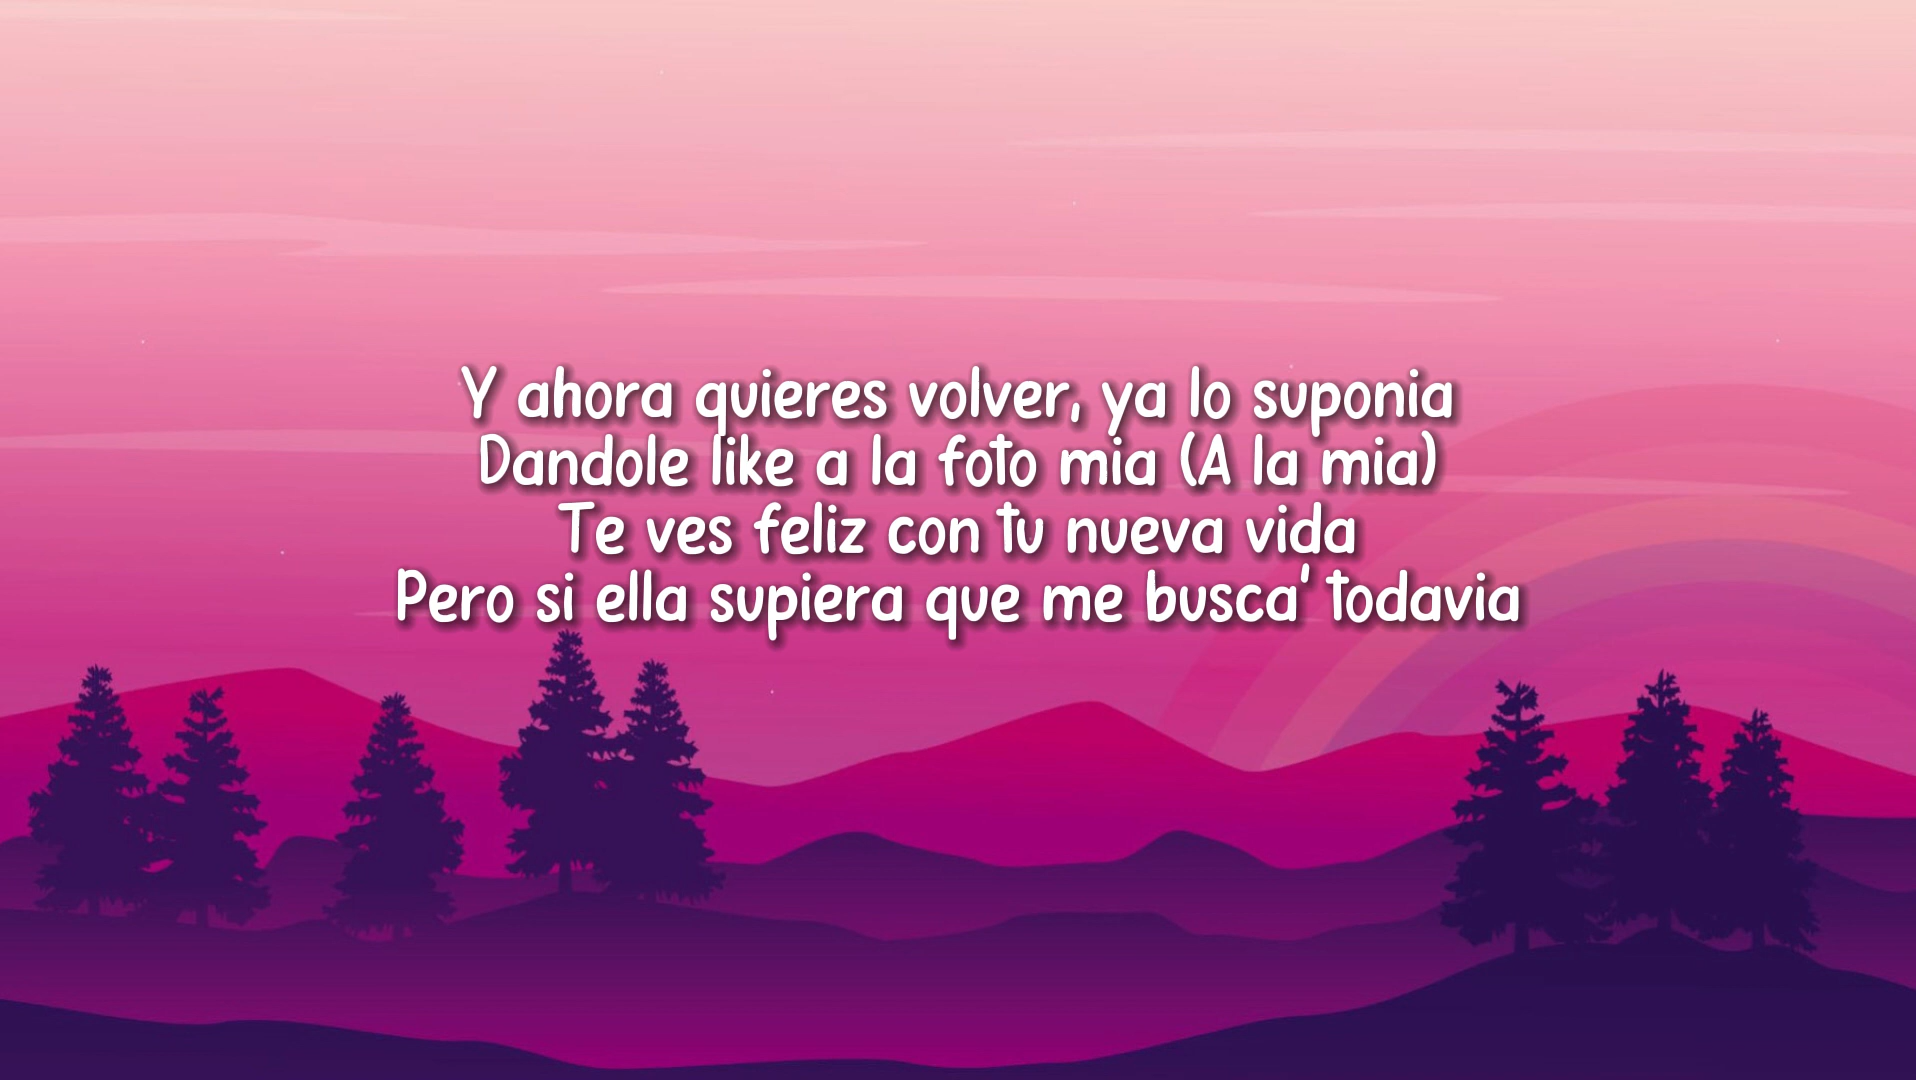 Y ahora quieres volver, ya lo suponia
Dandole like a la foto mia (A la mia)
Te ves feliz con tu nueva vida
Pero si ella supiera que me busca' todavia